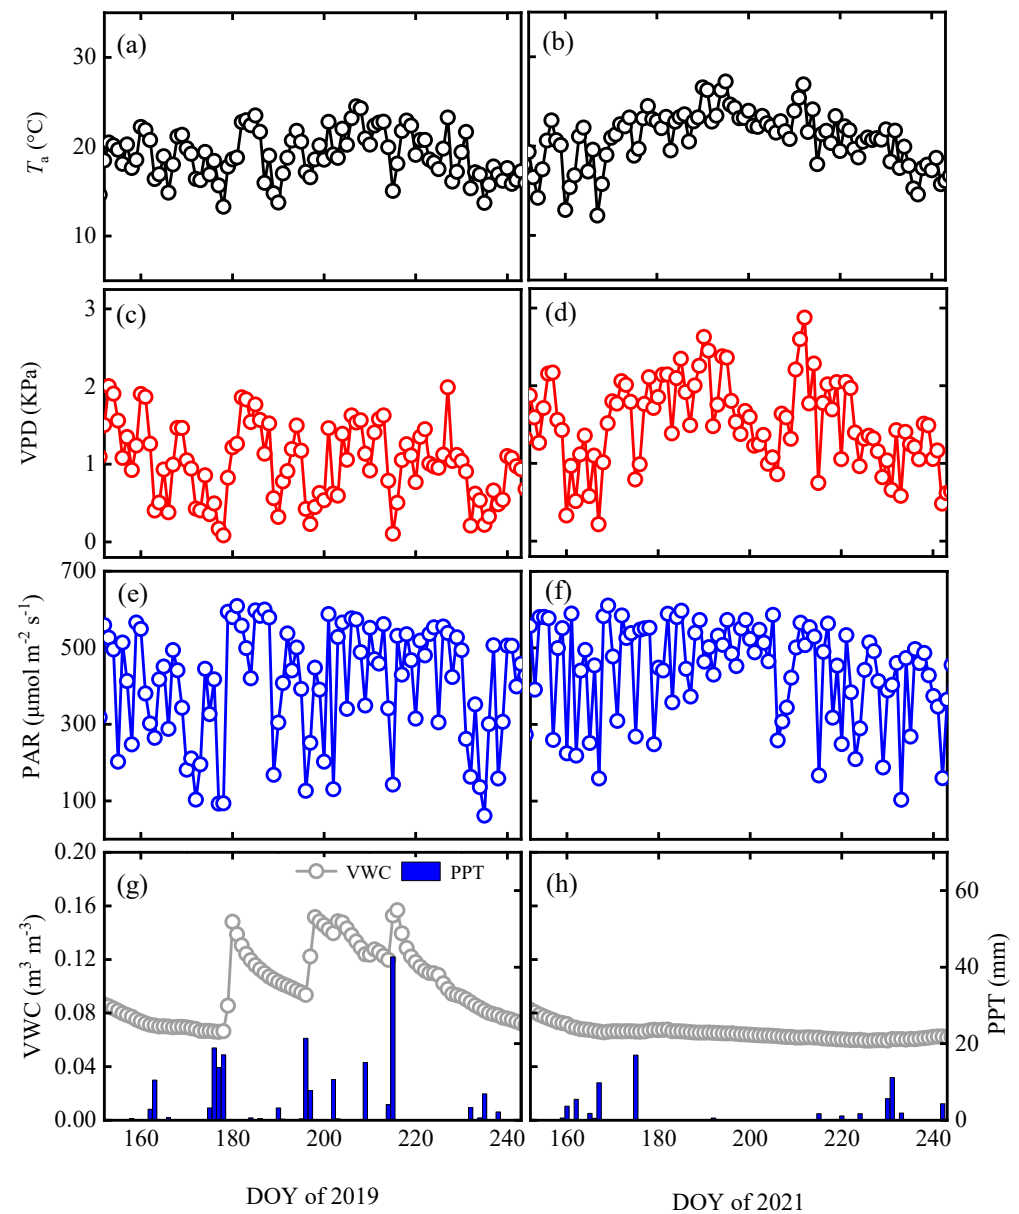 (a)
(b)
30
20
10
Tₐ (°C)
(c)
(d)
3
2
1
0
VPD (KPa)
(e)
(f)
700
500
300
100
PAR (μmol m⁻² s⁻¹)
(g)
VWC
PPT
(h)
0.20
0.16
0.12
0.08
0.04
0.00
VWC (m³ m⁻³)
60
40
20
0
PPT (mm)
160 180 200 220 240 160 180 200 220 240
DOY of 2019
DOY of 2021